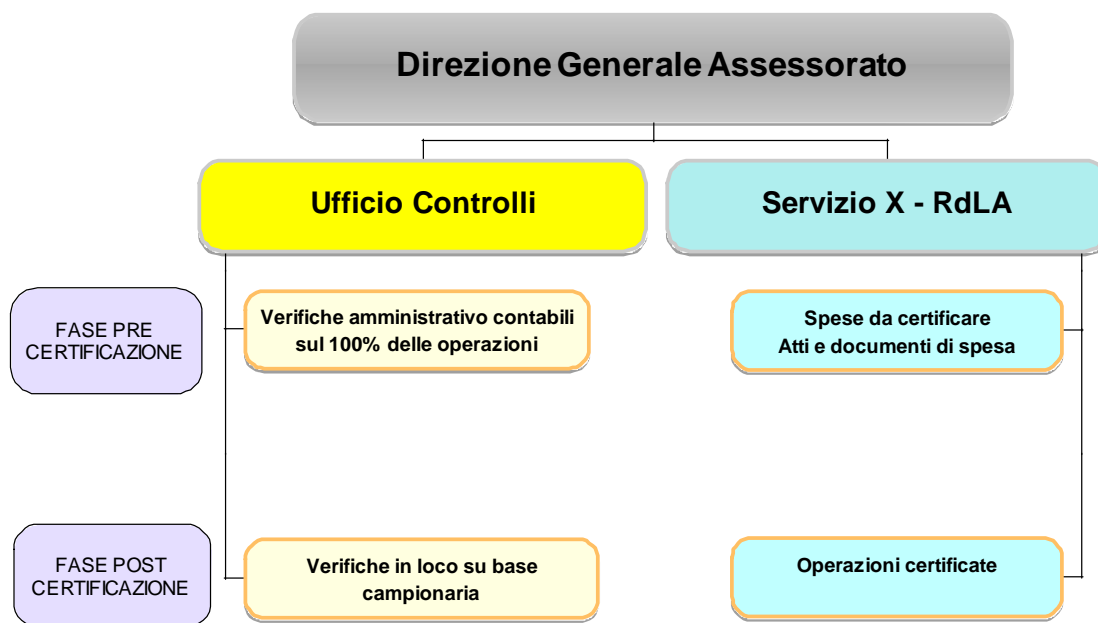 Direzione Generale Assessorato
Ufficio Controlli
Servizio X - RdLA
FASE PRE
CERTIFICAZIONE
Verifiche amministrativo contabili
sul 100% delle operazioni
Spese da certificare
Atti e documenti di spesa
FASE POST
CERTIFICAZIONE
Verifiche in loco su base
campionaria
Operazioni certificate